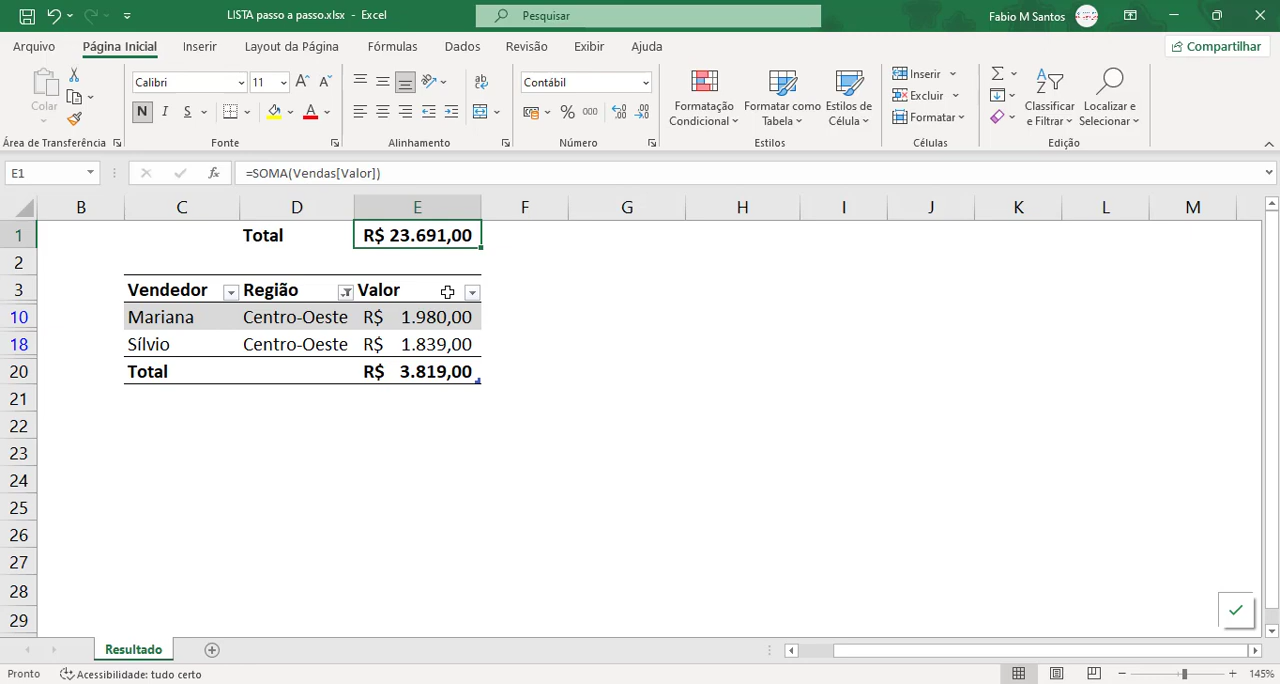 LISTA passo a passo.xlsx - Excel
Pesquisar
Fabio M Santos
Arquivo Página Inicial Inserir Layout da Página Fórmulas Dados Revisão Exibir Ajuda
Compartilhar
Colar
Área de Transferência
Calibri 11
N I S
Fonte
ab
Alinhamento
Contábil
% 000
Número
Formatação Condicional
Formatar como Tabela
Estilos de Célula
Estilos
Inserir
Excluir
Formatar
Células
Classificar e Filtrar
Localizar e Selecionar
Edição
E1 fx =SOMA(Vendas[Valor])
B C D E F G H I J K L M
1 Total R$ 23.691,00
2
3 Vendedor Região Valor
10 Mariana Centro-Oeste R$ 1.980,00
18 Sílvio Centro-Oeste R$ 1.839,00
20 Total R$ 3.819,00
21
22
23
24
25
26
27
28
29
Resultado
Pronto Acessibilidade: tudo certo 145%